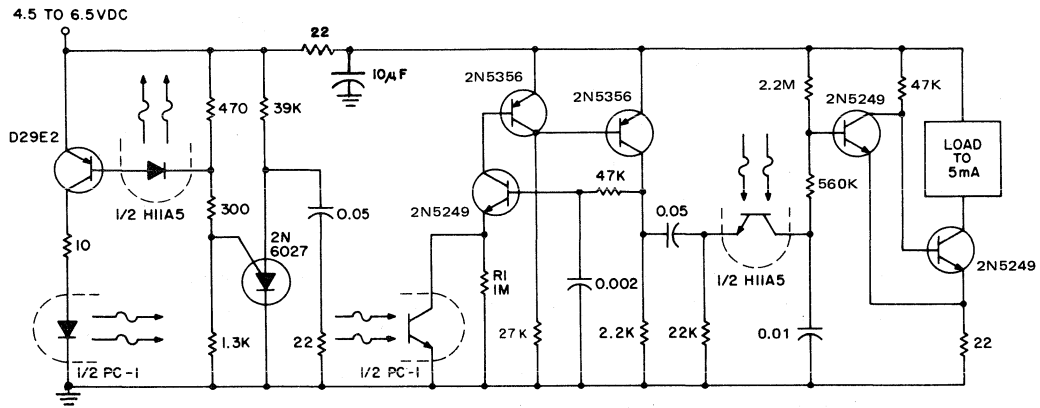 4.5 TO 6.5VDC
22
10μF
2N5356
2N5356
2.2M
2N5249
47K
470
39K
D29E2
LOAD
TO
5mA
1/2 H11A5
300
0.05
2N5249
47K
0.05
560K
10
2N
6027
R1
1M
0.002
1/2 H11A5
2N5249
1.3K
22
27K
2.2K
22K
0.01
22
1/2 PC-1
1/2 PC-1